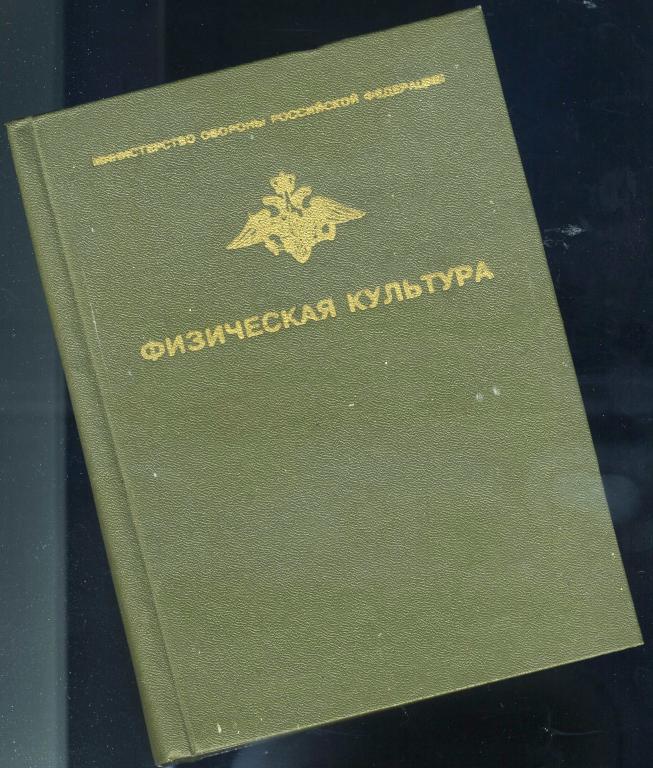 МИНИСТЕРСТВО ОБОРОНЫ РОССИЙСКОЙ ФЕДЕРАЦИИ
ФИЗИЧЕСКАЯ КУЛЬТУРА